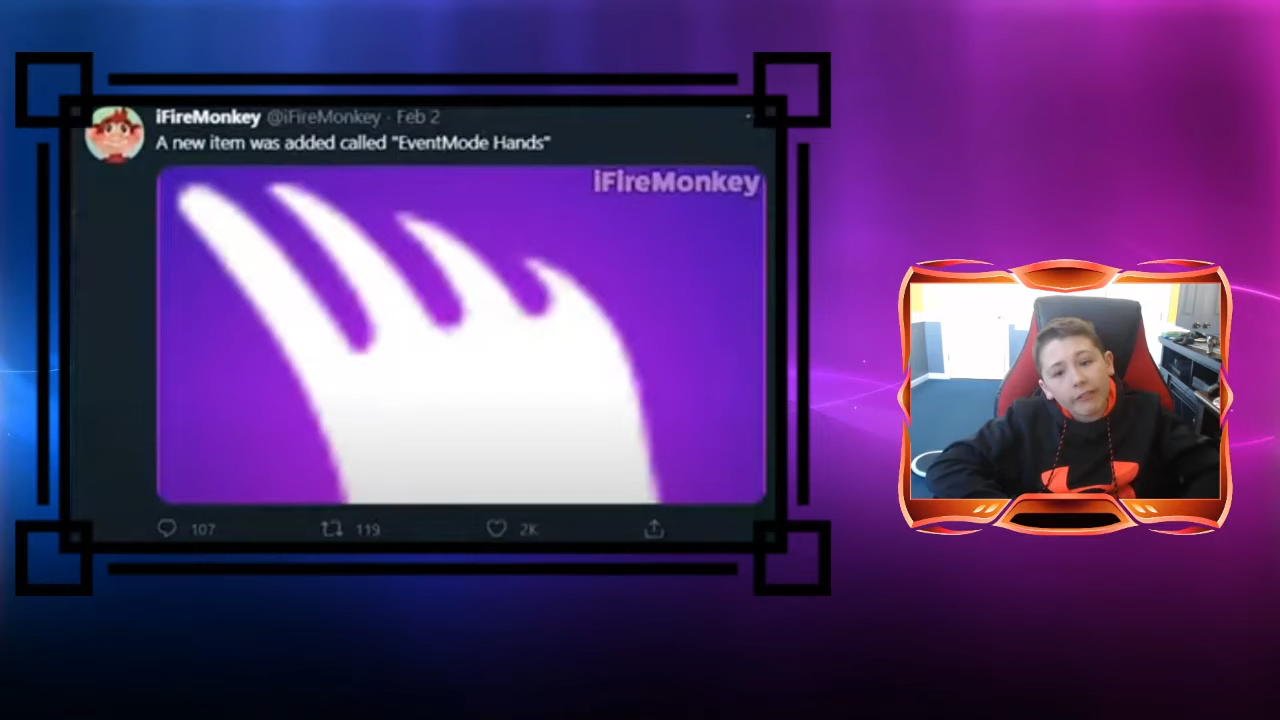 iFireMonkey @iFireMonkey · Feb 2
A new item was added called "EventMode Hands"
iFireMonkey
107 119 2K